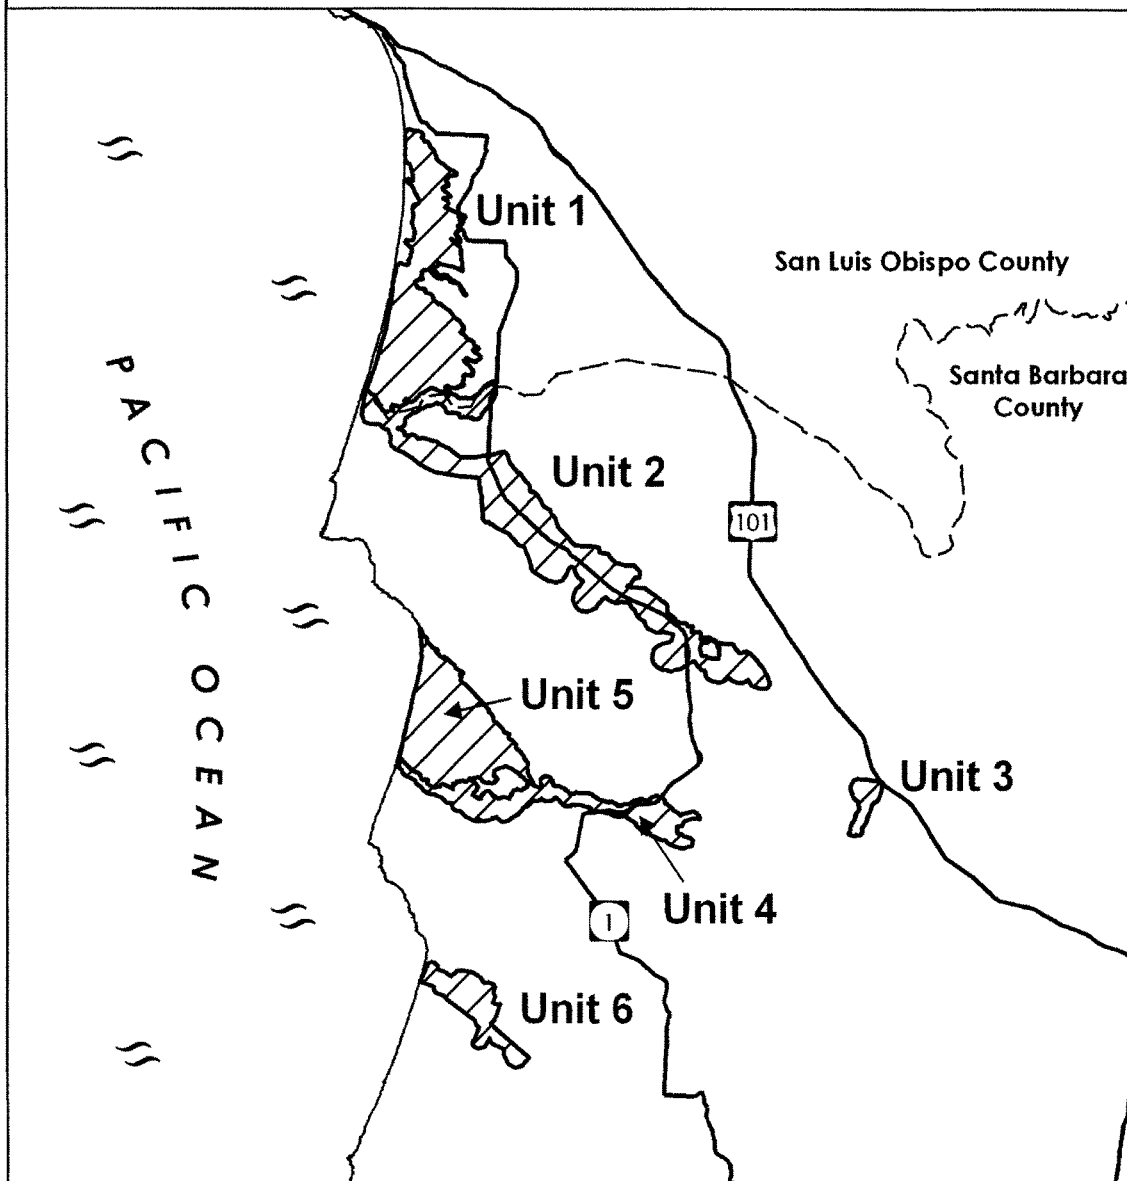 Unit 1
San Luis Obispo County
Santa Barbara
County
PACIFIC OCEAN
Unit 2
101
Unit 5
Unit 3
Unit 4
1
Unit 6